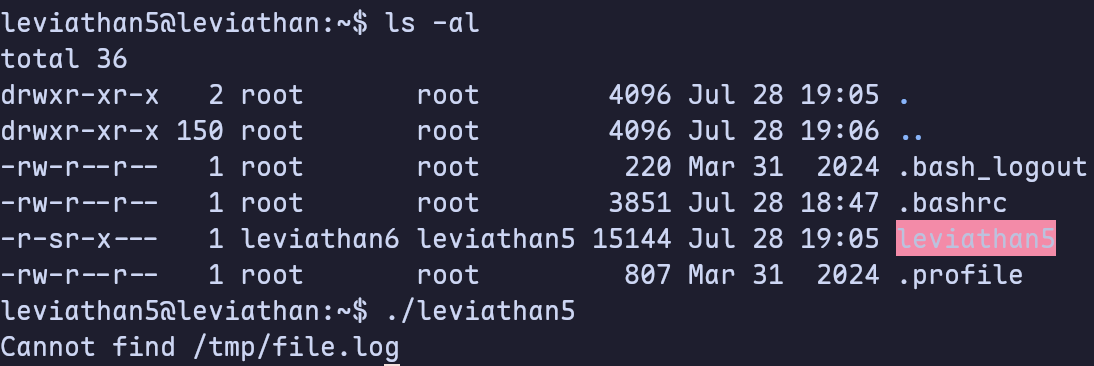 leviathan5@leviathan:~$ ls -al
total 36
drwxr-xr-x   2 root       root        4096 Jul 28 19:05 .
drwxr-xr-x 150 root       root        4096 Jul 28 19:06 ..
-rw-r--r--   1 root       root         220 Mar 31  2024 .bash_logout
-rw-r--r--   1 root       root        3851 Jul 28 18:47 .bashrc
-r-sr-x---   1 leviathan6 leviathan5 15144 Jul 28 19:05 leviathan5
-rw-r--r--   1 root       root         807 Mar 31  2024 .profile
leviathan5@leviathan:~$ ./leviathan5
Cannot find /tmp/file.log